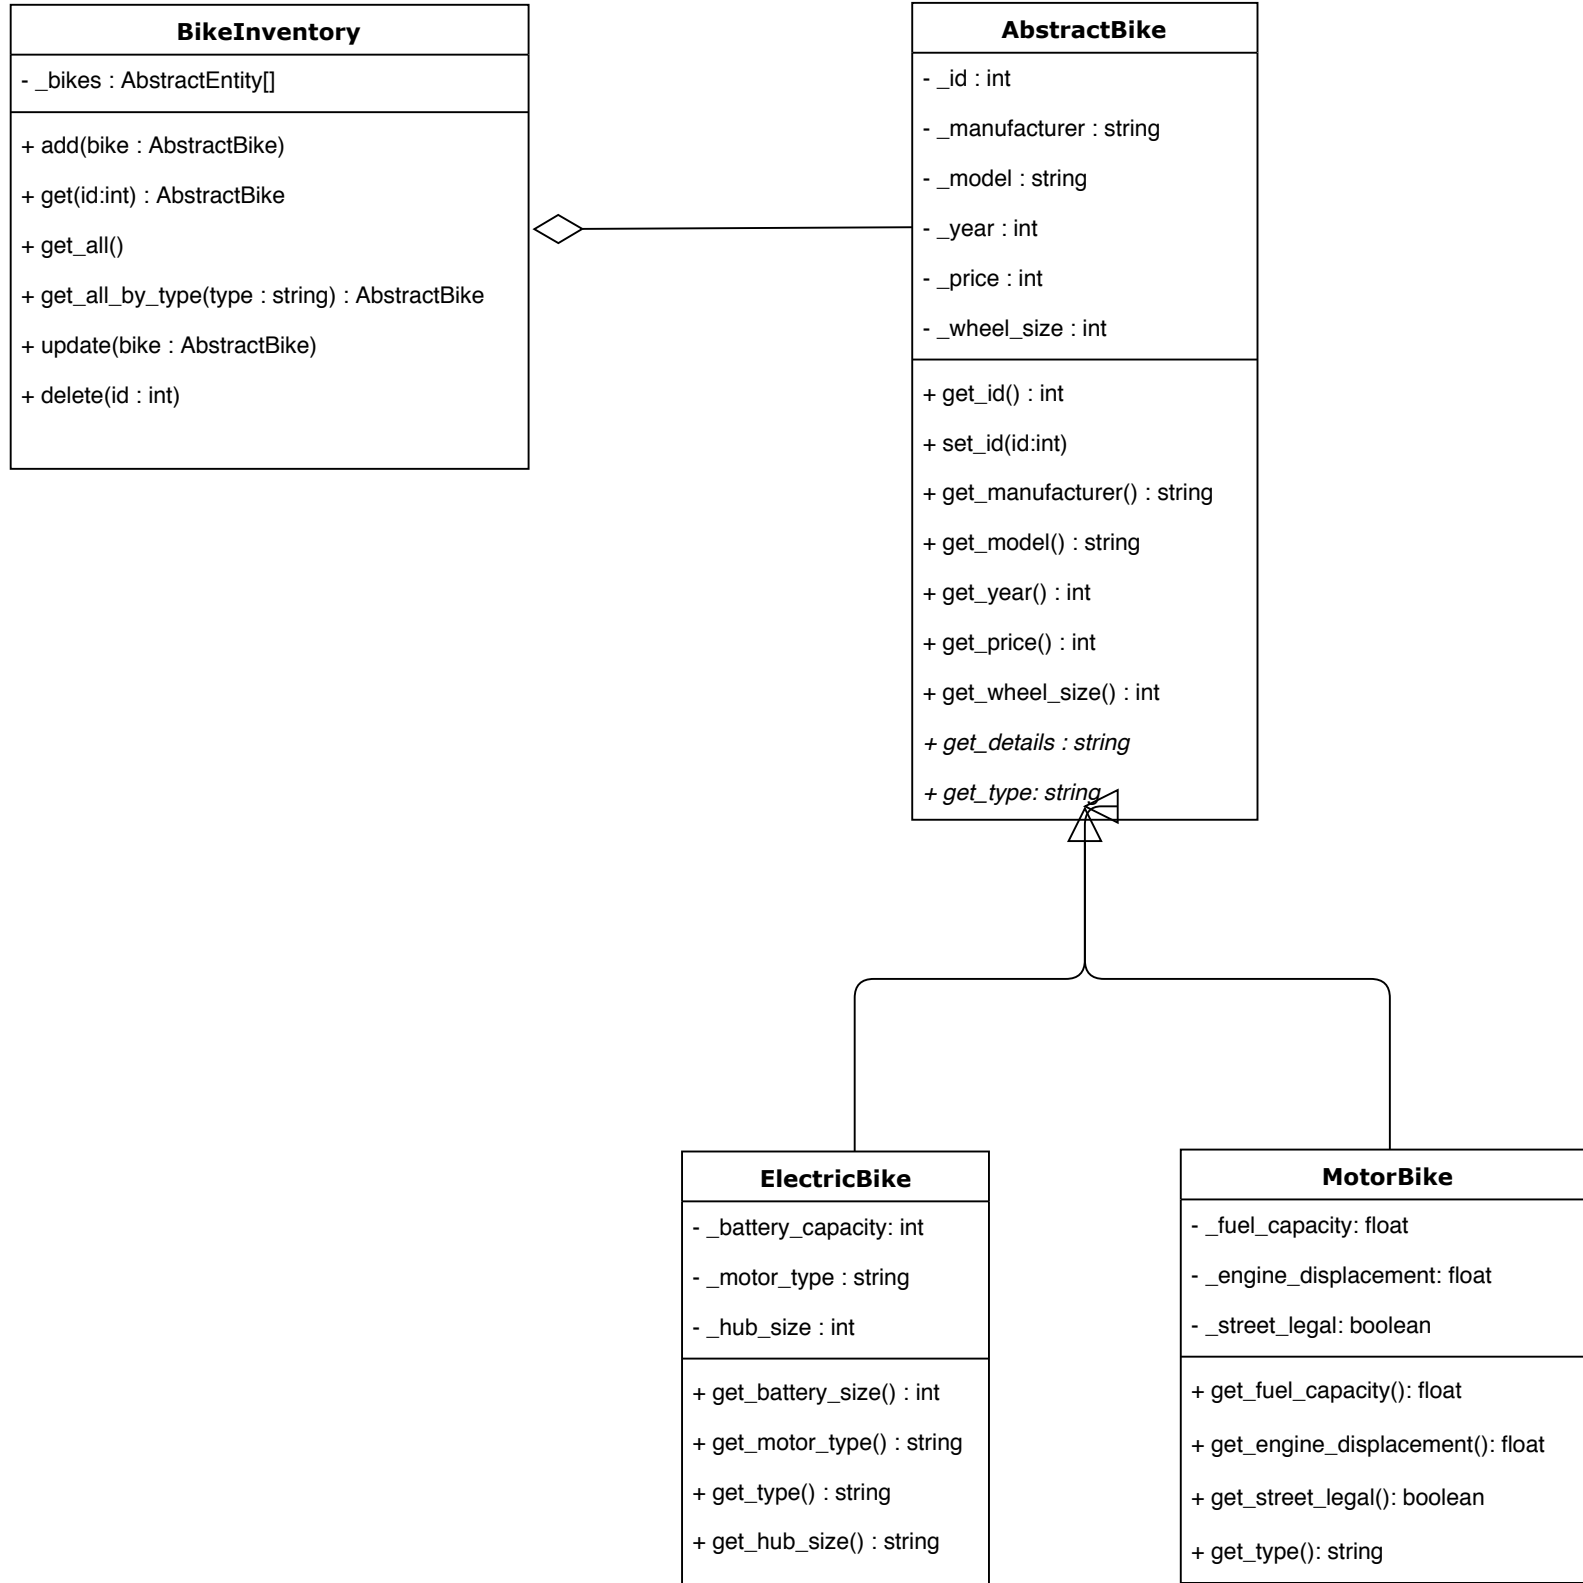 BikeInventory
- _bikes : AbstractEntity[]
+ add(bike : AbstractBike)
+ get(id:int) : AbstractBike
+ get_all()
+ get_all_by_type(type : string) : AbstractBike
+ update(bike : AbstractBike)
+ delete(id : int)
AbstractBike
- _id : int
- _manufacturer : string
- _model : string
- _year : int
- _price : int
- _wheel_size : int
+ get_id() : int
+ set_id(id:int)
+ get_manufacturer() : string
+ get_model() : string
+ get_year() : int
+ get_price() : int
+ get_wheel_size() : int
+ get_details : string
+ get_type: string
ElectricBike
- _battery_capacity: int
- _motor_type : string
- _hub_size : int
+ get_battery_size() : int
+ get_motor_type() : string
+ get_type() : string
+ get_hub_size() : string
MotorBike
- _fuel_capacity: float
- _engine_displacement: float
- _street_legal: boolean
+ get_fuel_capacity(): float
+ get_engine_displacement(): float
+ get_street_legal(): boolean
+ get_type(): string